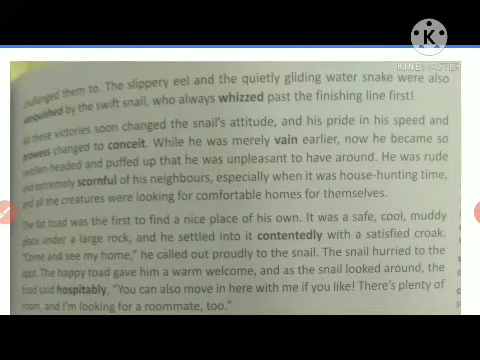 K
KINEMASTER
challenged them to. The slippery eel and the quietly gliding water snake were also
vanquished by the swift snail, who always whizzed past the finishing line first!
As these victories soon changed the snail's attitude, and his pride in his speed and
prowess changed to conceit. While he was merely vain earlier, now he became so
swollen-headed and puffed up that he was unpleasant to have around. He was rude
and extremely scornful of his neighbours, especially when it was house-hunting time,
and all the creatures were looking for comfortable homes for themselves.
The fat toad was the first to find a nice place of his own. It was a safe, cool, muddy
place under a large rock, and he settled into it contentedly with a satisfied croak.
"Come and see my home," he called out proudly to the snail. The snail hurried to the
spot. The happy toad gave him a warm welcome, and as the snail looked around, the
toad said hospitably, "You can also move in here with me if you like! There's plenty of
room, and I'm looking for a roommate, too."